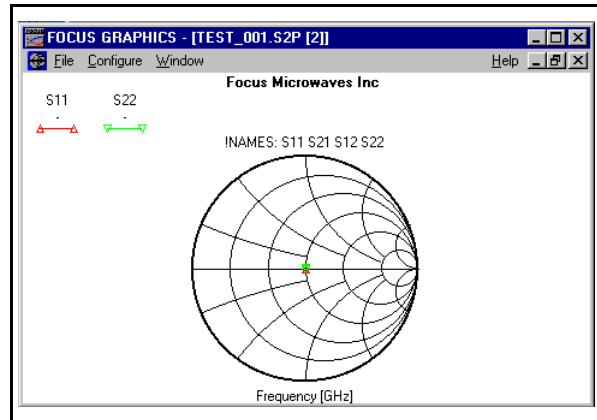 FOCUS GRAPHICS - [TEST_001.S2P [2]]
File Configure Window Help
Focus Microwaves Inc
S11 S22
- -
!NAMES: S11 S21 S12 S22
Frequency [GHz]